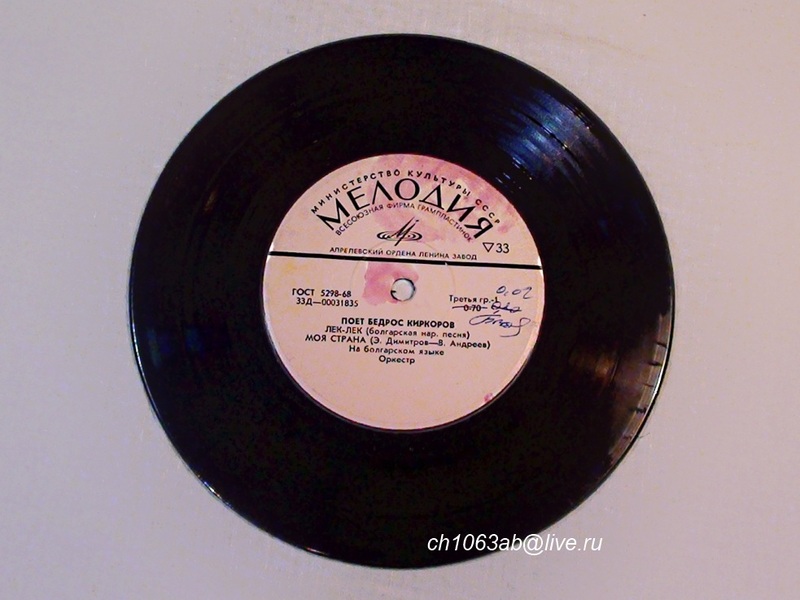 МИНИСТЕРСТВО КУЛЬТУРЫ СССР
МЕЛОДИЯ
ВСЕСОЮЗНАЯ ФИРМА ГРАМПЛАСТИНОК
▽33
АПРЕЛЕВСКИЙ ОРДЕНА ЛЕНИНА ЗАВОД
ГОСТ 5298-68
33Д—00031835
0.02
Третья гр.-1
0-70
ПОЕТ БЕДРОС КИРКОРОВ
ЛЕК-ЛЕК (болгарская нар. песня)
МОЯ СТРАНА (Э. Димитров—В. Андреев)
На болгарском языке
Оркестр
ch1063ab@live.ru